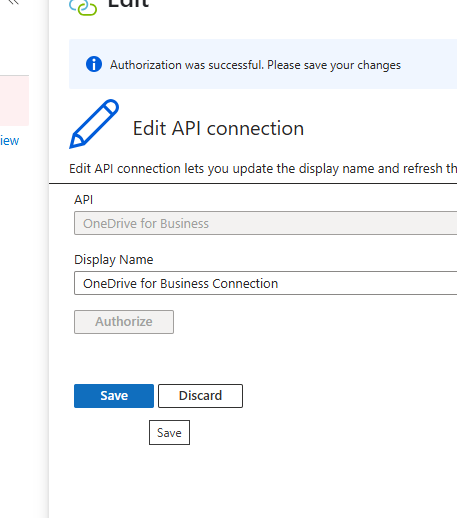 Edit
iew
Authorization was successful. Please save your changes
Edit API connection
Edit API connection lets you update the display name and refresh th
API
OneDrive for Business
Display Name
OneDrive for Business Connection
Authorize
Save Discard
Save